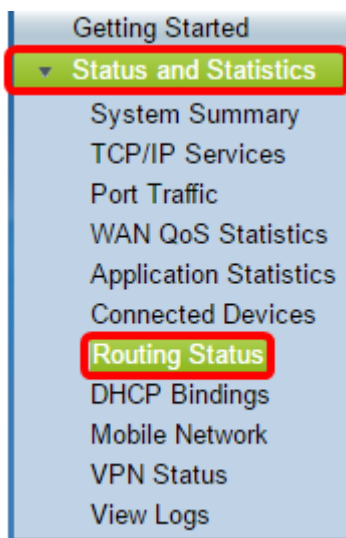 Getting Started
Status and Statistics
System Summary
TCP/IP Services
Port Traffic
WAN QoS Statistics
Application Statistics
Connected Devices
Routing Status
DHCP Bindings
Mobile Network
VPN Status
View Logs